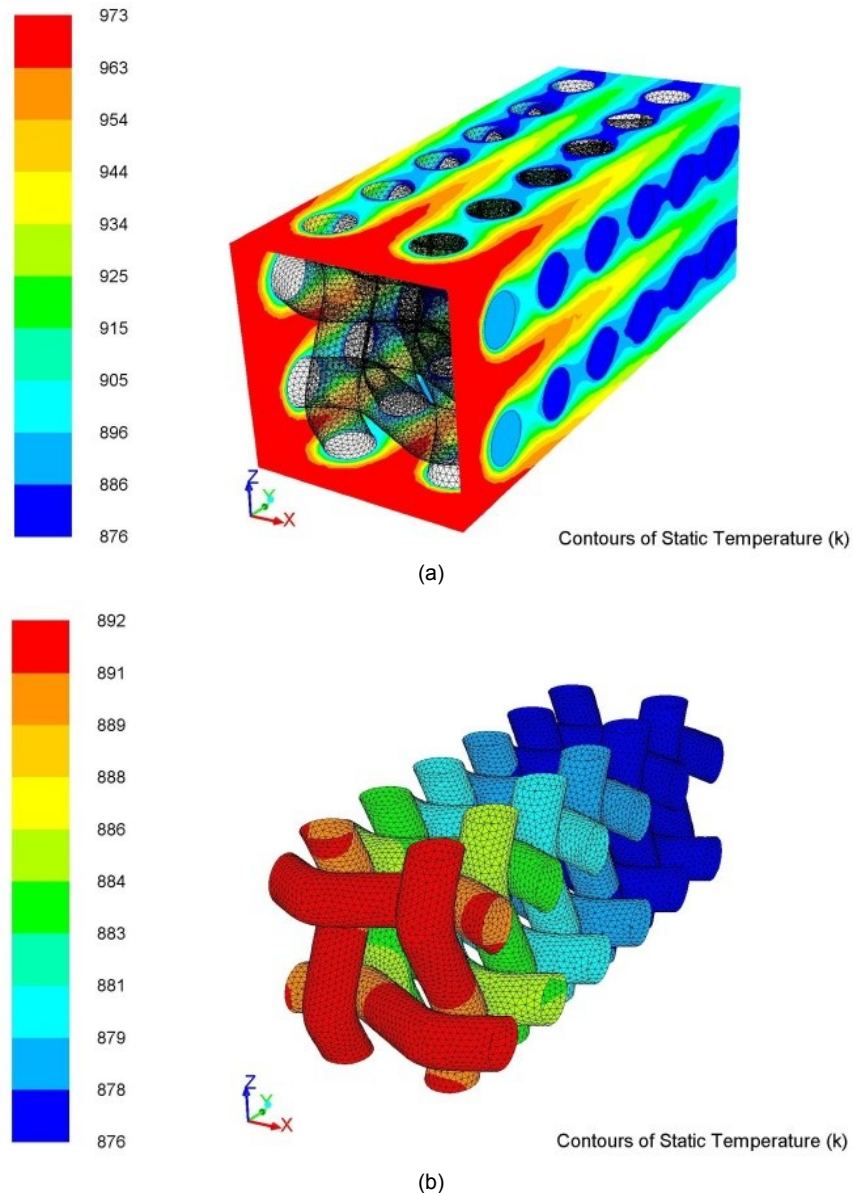 973
963
954
944
934
925
915
905
896
886
876
Z
Y
X
Contours of Static Temperature (k)
(a)
892
891
889
888
886
884
883
881
879
878
876
Z
Y
X
Contours of Static Temperature (k)
(b)